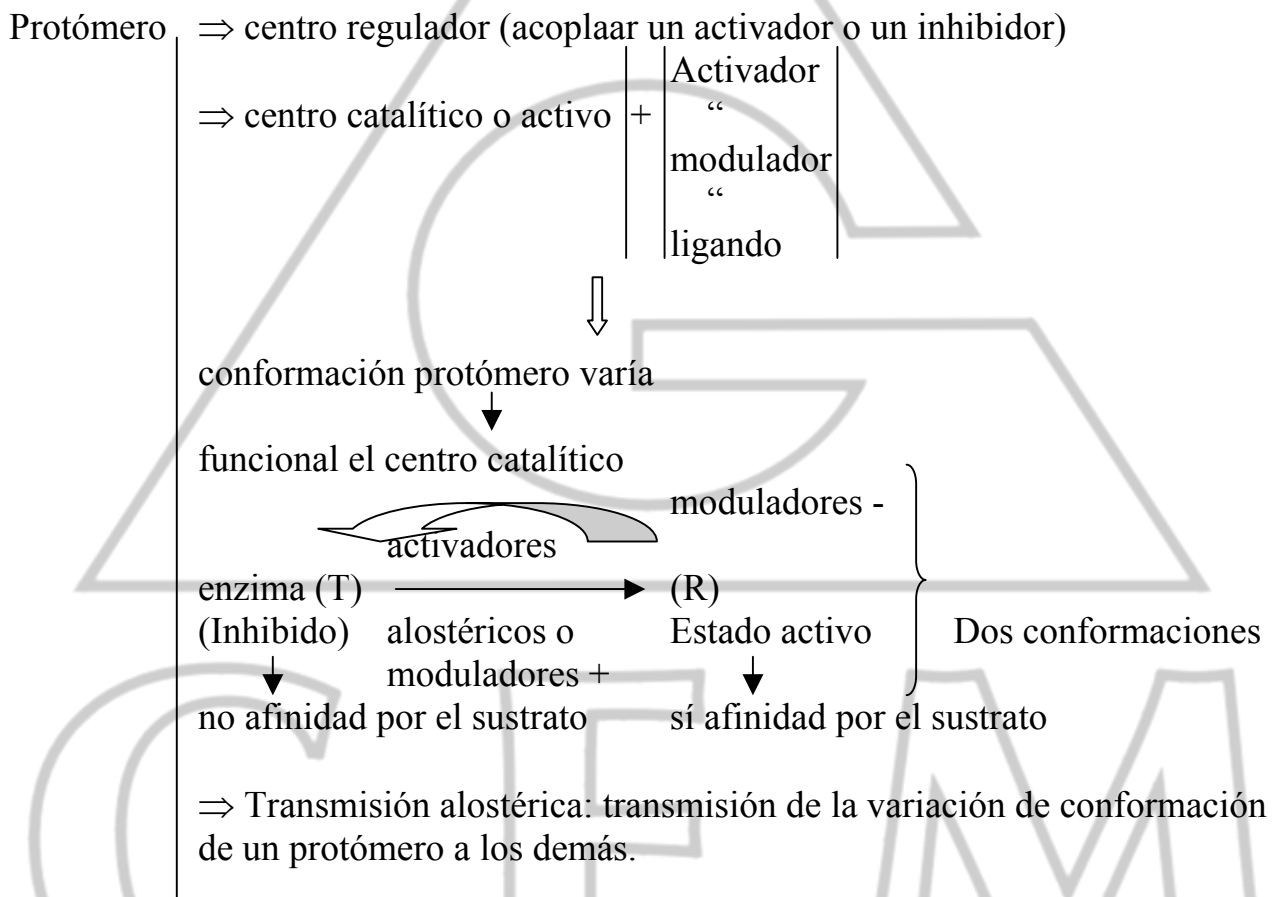 Protómero ⇒ centro regulador (acoplaar un activador o un inhibidor)
Activador
⇒ centro catalítico o activo + “
modulador
“
ligando
⇩
conformación protómero varía
↓
funcional el centro catalítico
moduladores -
activadores
enzima (T) → (R)
(Inhibido) alostéricos o Estado activo Dos conformaciones
↓ moduladores + ↓
no afinidad por el sustrato sí afinidad por el sustrato
⇒ Transmisión alostérica: transmisión de la variación de conformación
de un protómero a los demás.
G
CFM